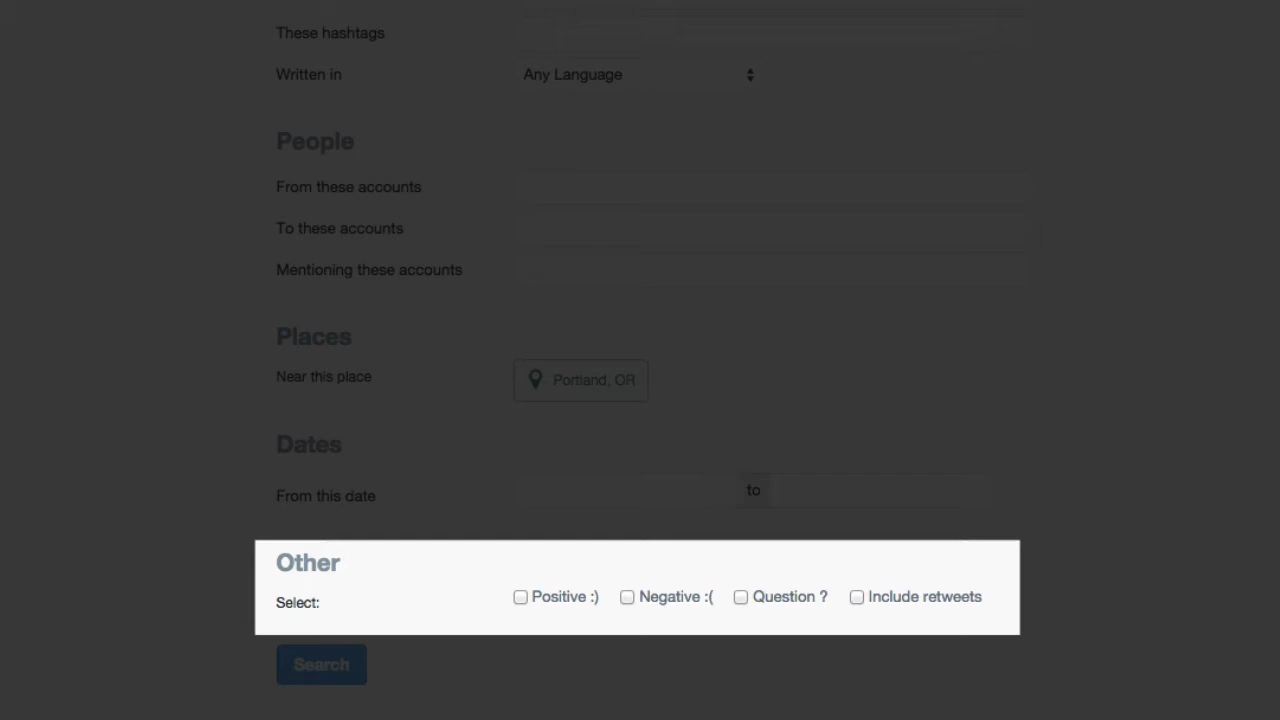 These hashtags
Written in Any Language
People
From these accounts
To these accounts
Mentioning these accounts
Places
Near this place Portland, OR
Dates
From this date to
Other
Select: Positive :) Negative :( Question ? Include retweets
Search